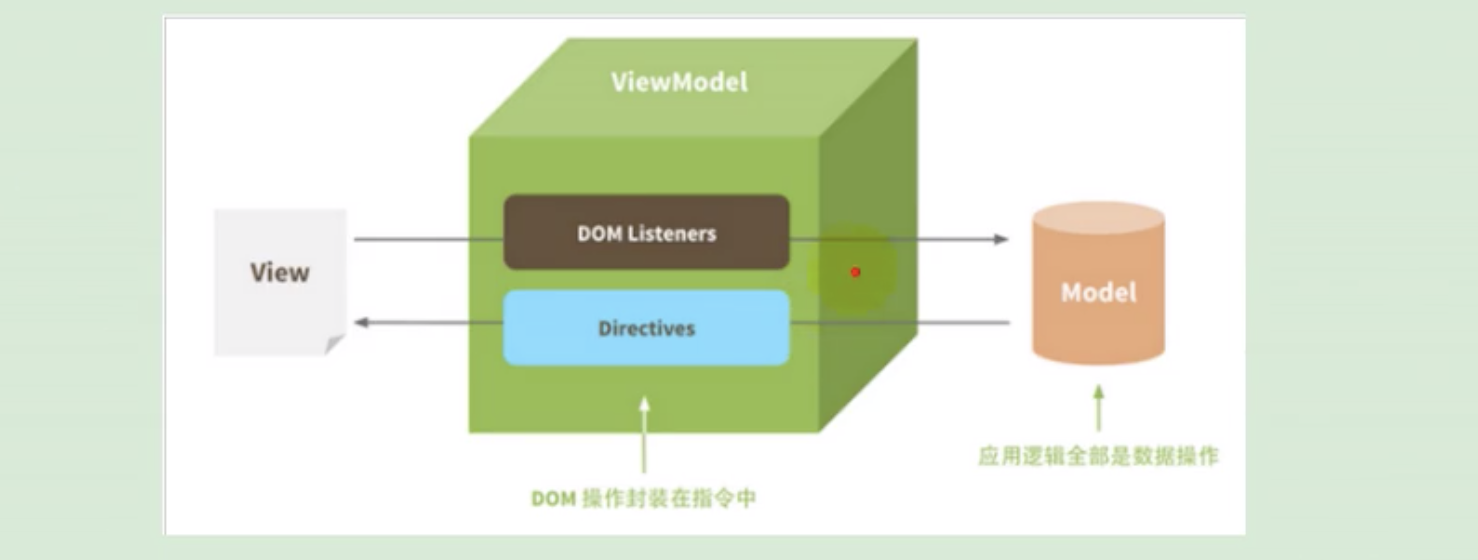 ViewModel
DOM Listeners
View
Model
Directives
应用逻辑全部是数据操作
DOM 操作封装在指令中